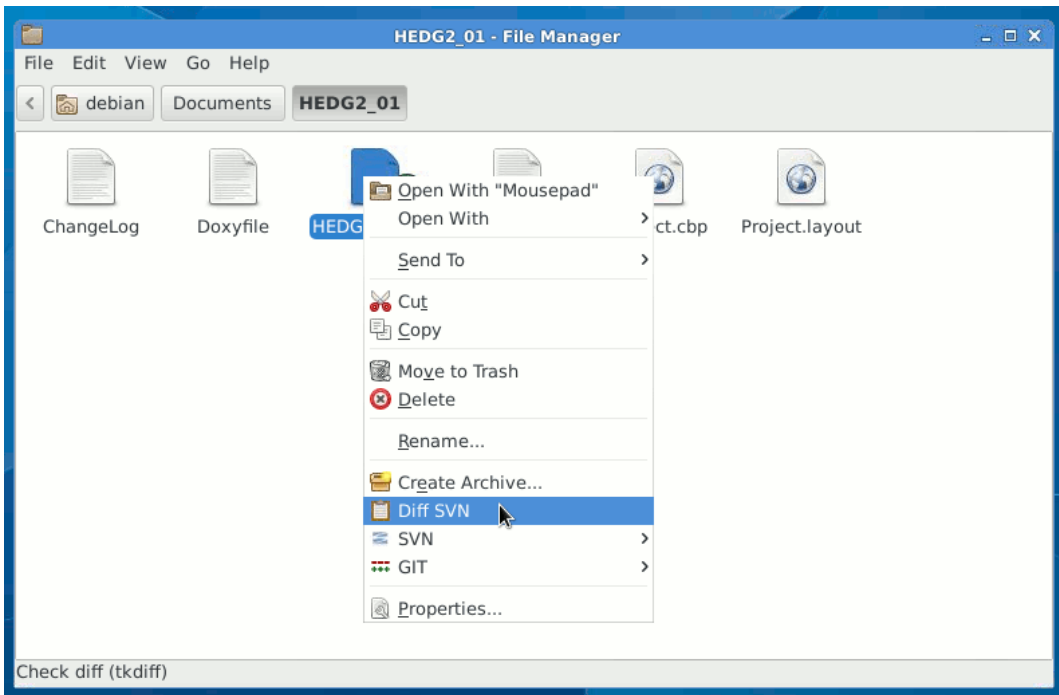 HEDG2_01 - File Manager
File Edit View Go Help
debian Documents HEDG2_01
ChangeLog Doxyfile HEDG ct.cbp Project.layout
Open With "Mousepad"
Open With
Send To
Cut
Copy
Move to Trash
Delete
Rename...
Create Archive...
Diff SVN
SVN
GIT
Properties...
Check diff (tkdiff)